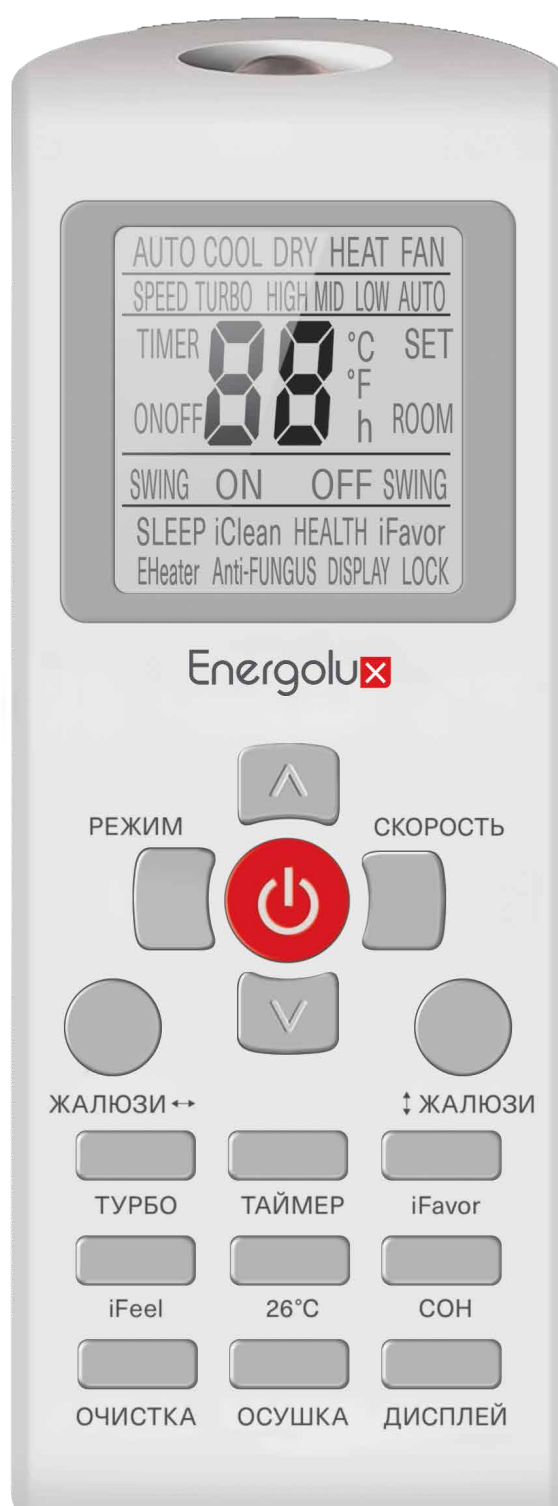 AUTO COOL DRY HEAT FAN
SPEED TURBO HIGH MID LOW AUTO
TIMER 88 °C SET
°F
ONOFF h ROOM
SWING ON OFF SWING
SLEEP iClean HEALTH iFavor
EHeater Anti-FUNGUS DISPLAY LOCK
Energolux
РЕЖИМ СКОРОСТЬ
ЖАЛЮЗИ ↔ ↕ ЖАЛЮЗИ
ТУРБО ТАЙМЕР iFavor
iFeel 26°C СОН
ОЧИСТКА ОСУШКА ДИСПЛЕЙ